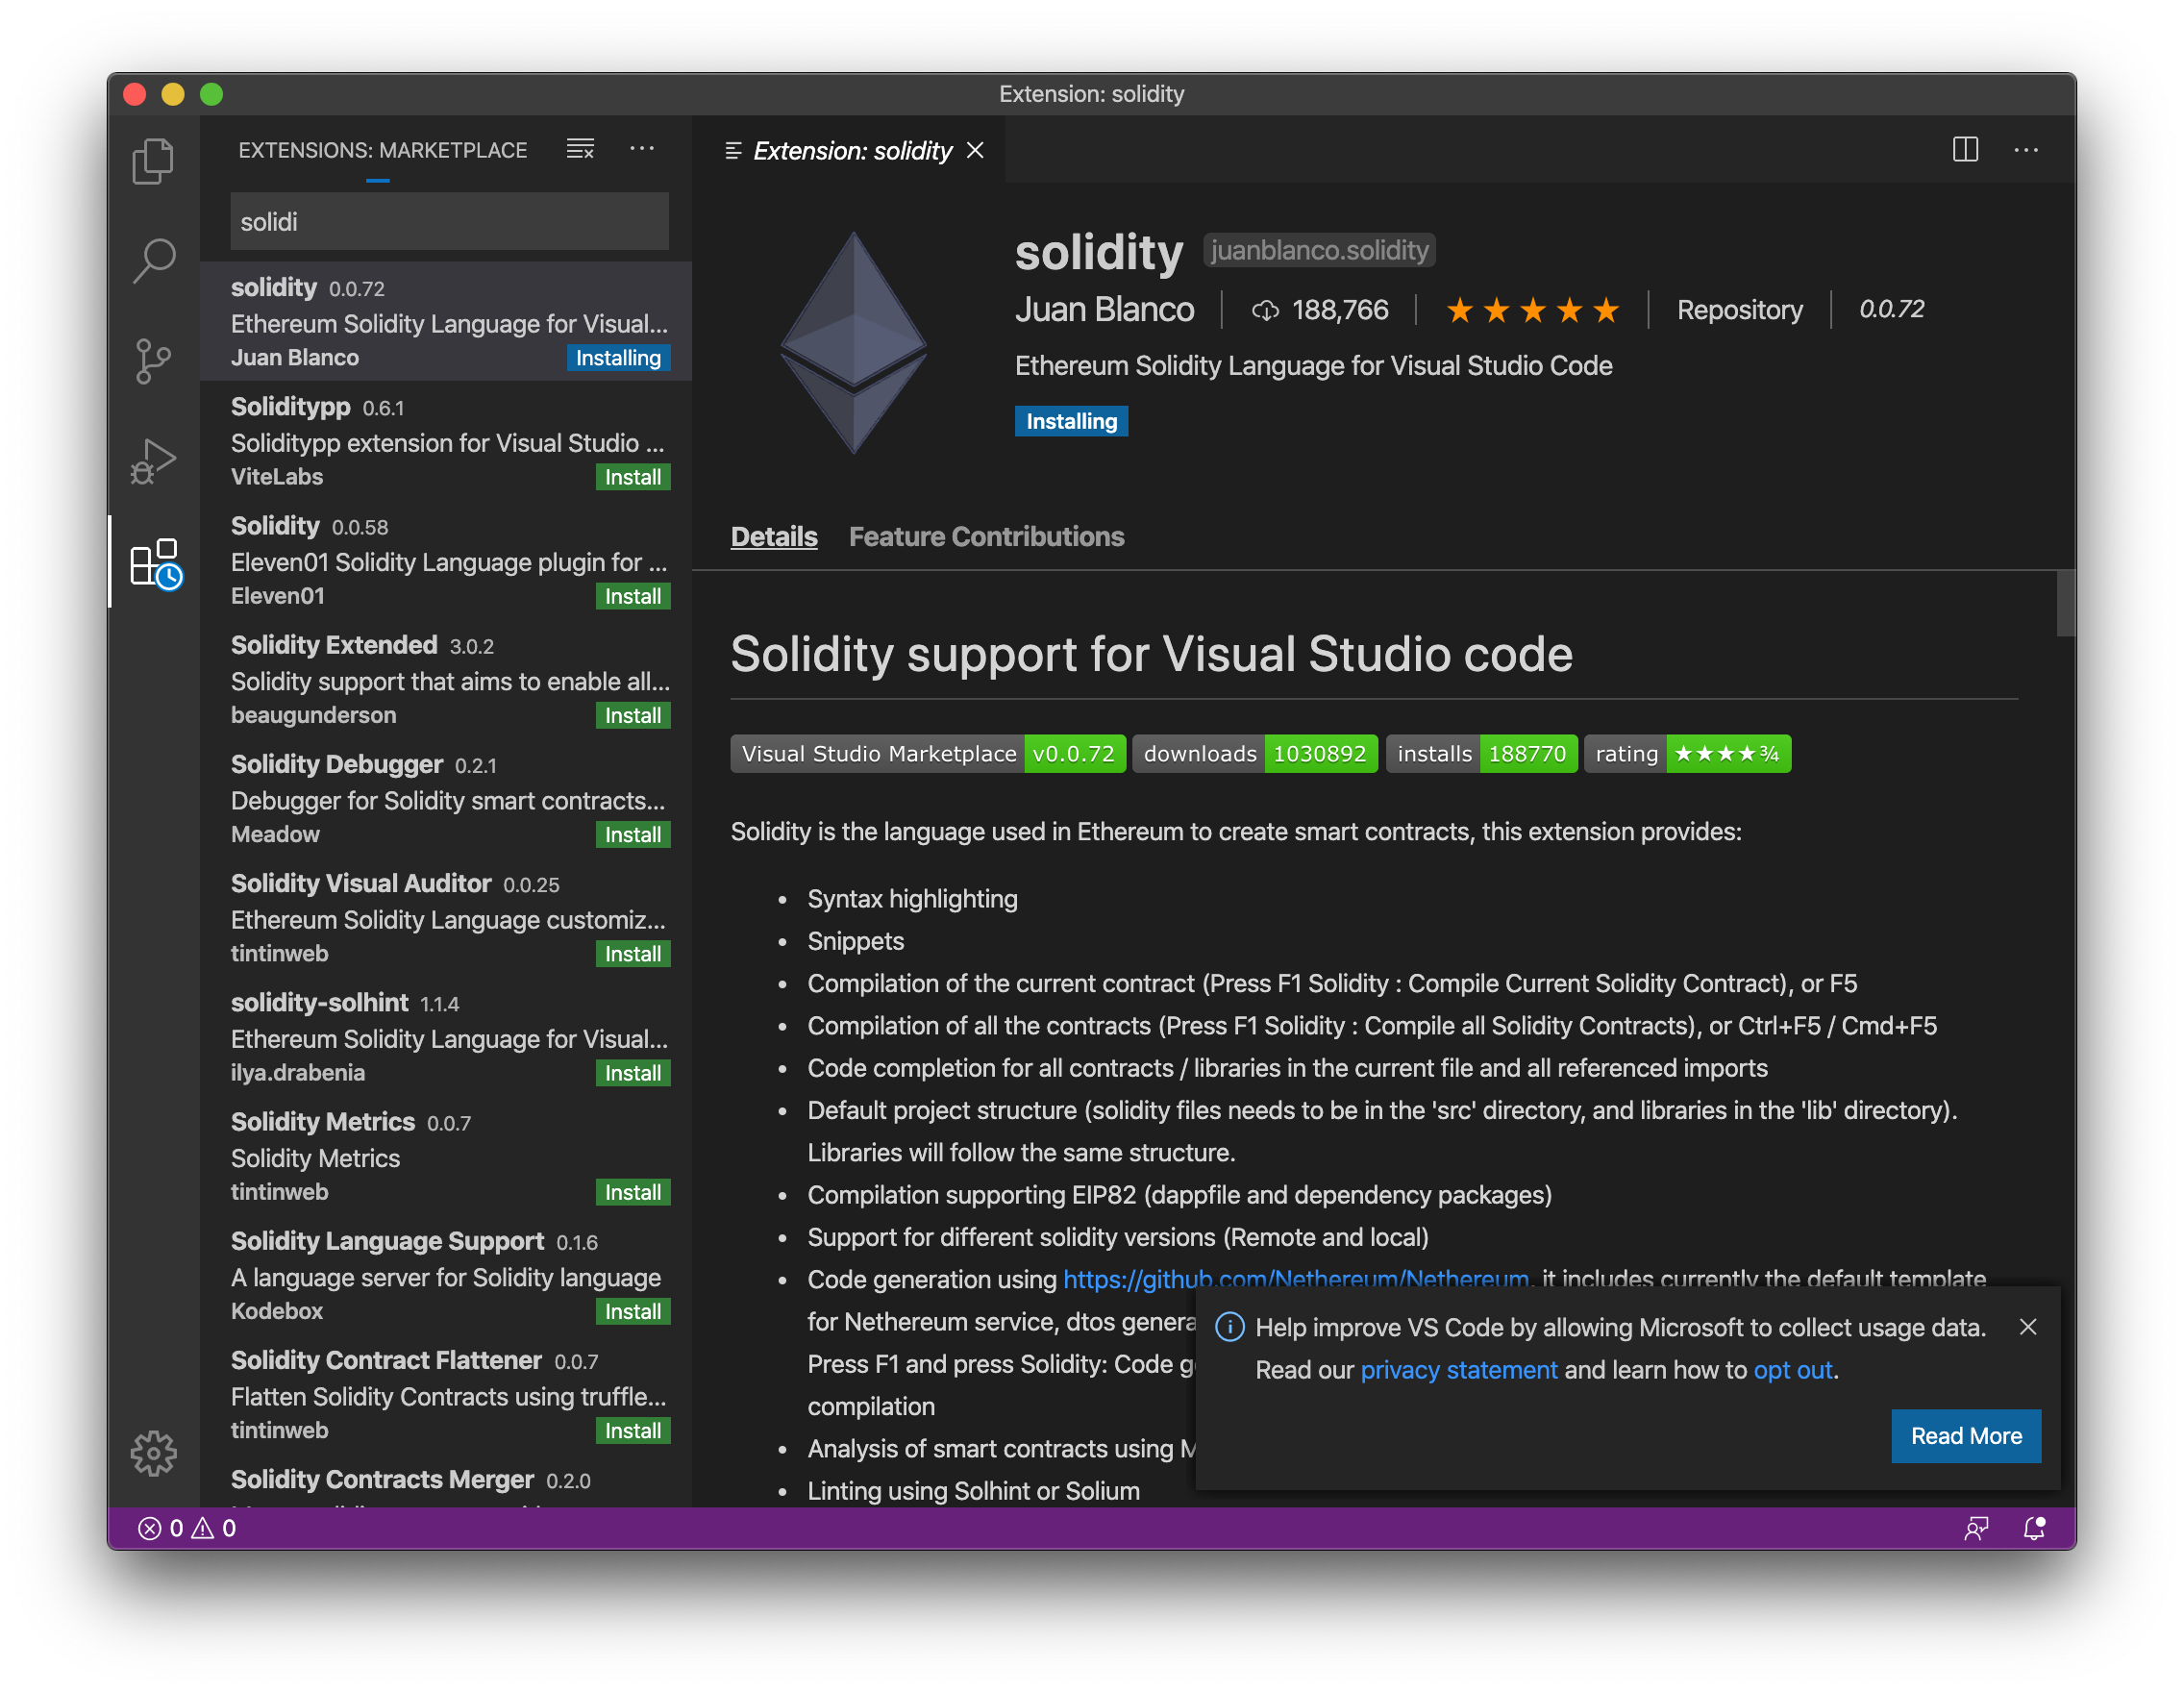 Extension: solidity
EXTENSIONS: MARKETPLACE
solidi
solidity 0.0.72
Ethereum Solidity Language for Visual...
Juan Blanco Installing
Soliditypp 0.6.1
Soliditypp extension for Visual Studio ...
ViteLabs Install
Solidity 0.0.58
Eleven01 Solidity Language plugin for ...
Eleven01 Install
Solidity Extended 3.0.2
Solidity support that aims to enable all...
beaugunderson Install
Solidity Debugger 0.2.1
Debugger for Solidity smart contracts...
Meadow Install
Solidity Visual Auditor 0.0.25
Ethereum Solidity Language customiz...
tintinweb Install
solidity-solhint 1.1.4
Ethereum Solidity Language for Visual...
ilya.drabenia Install
Solidity Metrics 0.0.7
Solidity Metrics
tintinweb Install
Solidity Language Support 0.1.6
A language server for Solidity language
Kodebox Install
Solidity Contract Flattener 0.0.7
Flatten Solidity Contracts using truffle...
tintinweb Install
Solidity Contracts Merger 0.2.0
Extension: solidity
solidity juanblanco.solidity
Juan Blanco 188,766 ★★★★★ Repository 0.0.72
Ethereum Solidity Language for Visual Studio Code
Installing
Details Feature Contributions
Solidity support for Visual Studio code
Visual Studio Marketplace v0.0.72 downloads 1030892 installs 188770 rating ★★★★¾
Solidity is the language used in Ethereum to create smart contracts, this extension provides:
• Syntax highlighting
• Snippets
• Compilation of the current contract (Press F1 Solidity : Compile Current Solidity Contract), or F5
• Compilation of all the contracts (Press F1 Solidity : Compile all Solidity Contracts), or Ctrl+F5 / Cmd+F5
• Code completion for all contracts / libraries in the current file and all referenced imports
• Default project structure (solidity files needs to be in the 'src' directory, and libraries in the 'lib' directory).
Libraries will follow the same structure.
• Compilation supporting EIP82 (dappfile and dependency packages)
• Support for different solidity versions (Remote and local)
• Code generation using https://github.com/Nethereum/Nethereum, it includes currently the default template
for Nethereum service, dtos genera
Press F1 and press Solidity: Code g
compilation
• Analysis of smart contracts using M
• Linting using Solhint or Solium
Help improve VS Code by allowing Microsoft to collect usage data.
Read our privacy statement and learn how to opt out.
Read More
0 0